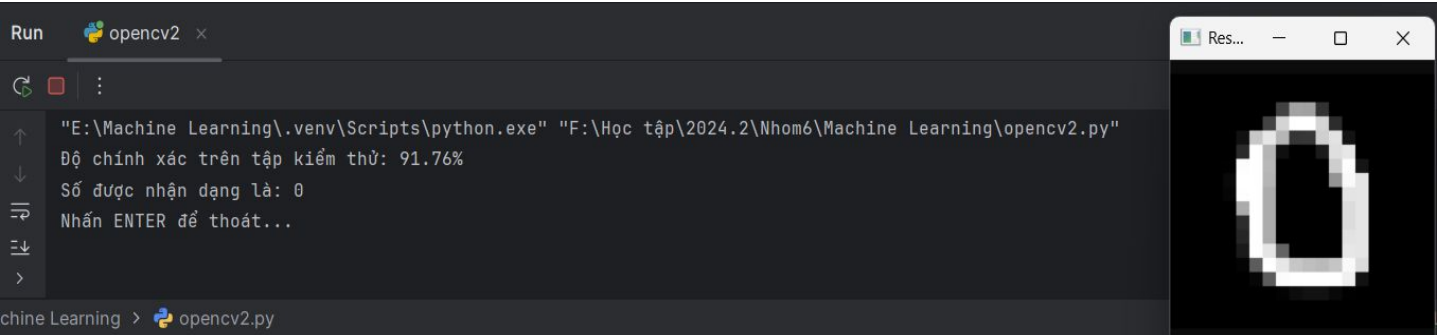 Run opencv2
Res...
"E:\Machine Learning\.venv\Scripts\python.exe" "F:\Học tập\2024.2\Nhom6\Machine Learning\opencv2.py"
Độ chính xác trên tập kiểm thử: 91.76%
Số được nhận dạng là: 0
Nhấn ENTER để thoát...
0
chine Learning > opencv2.py